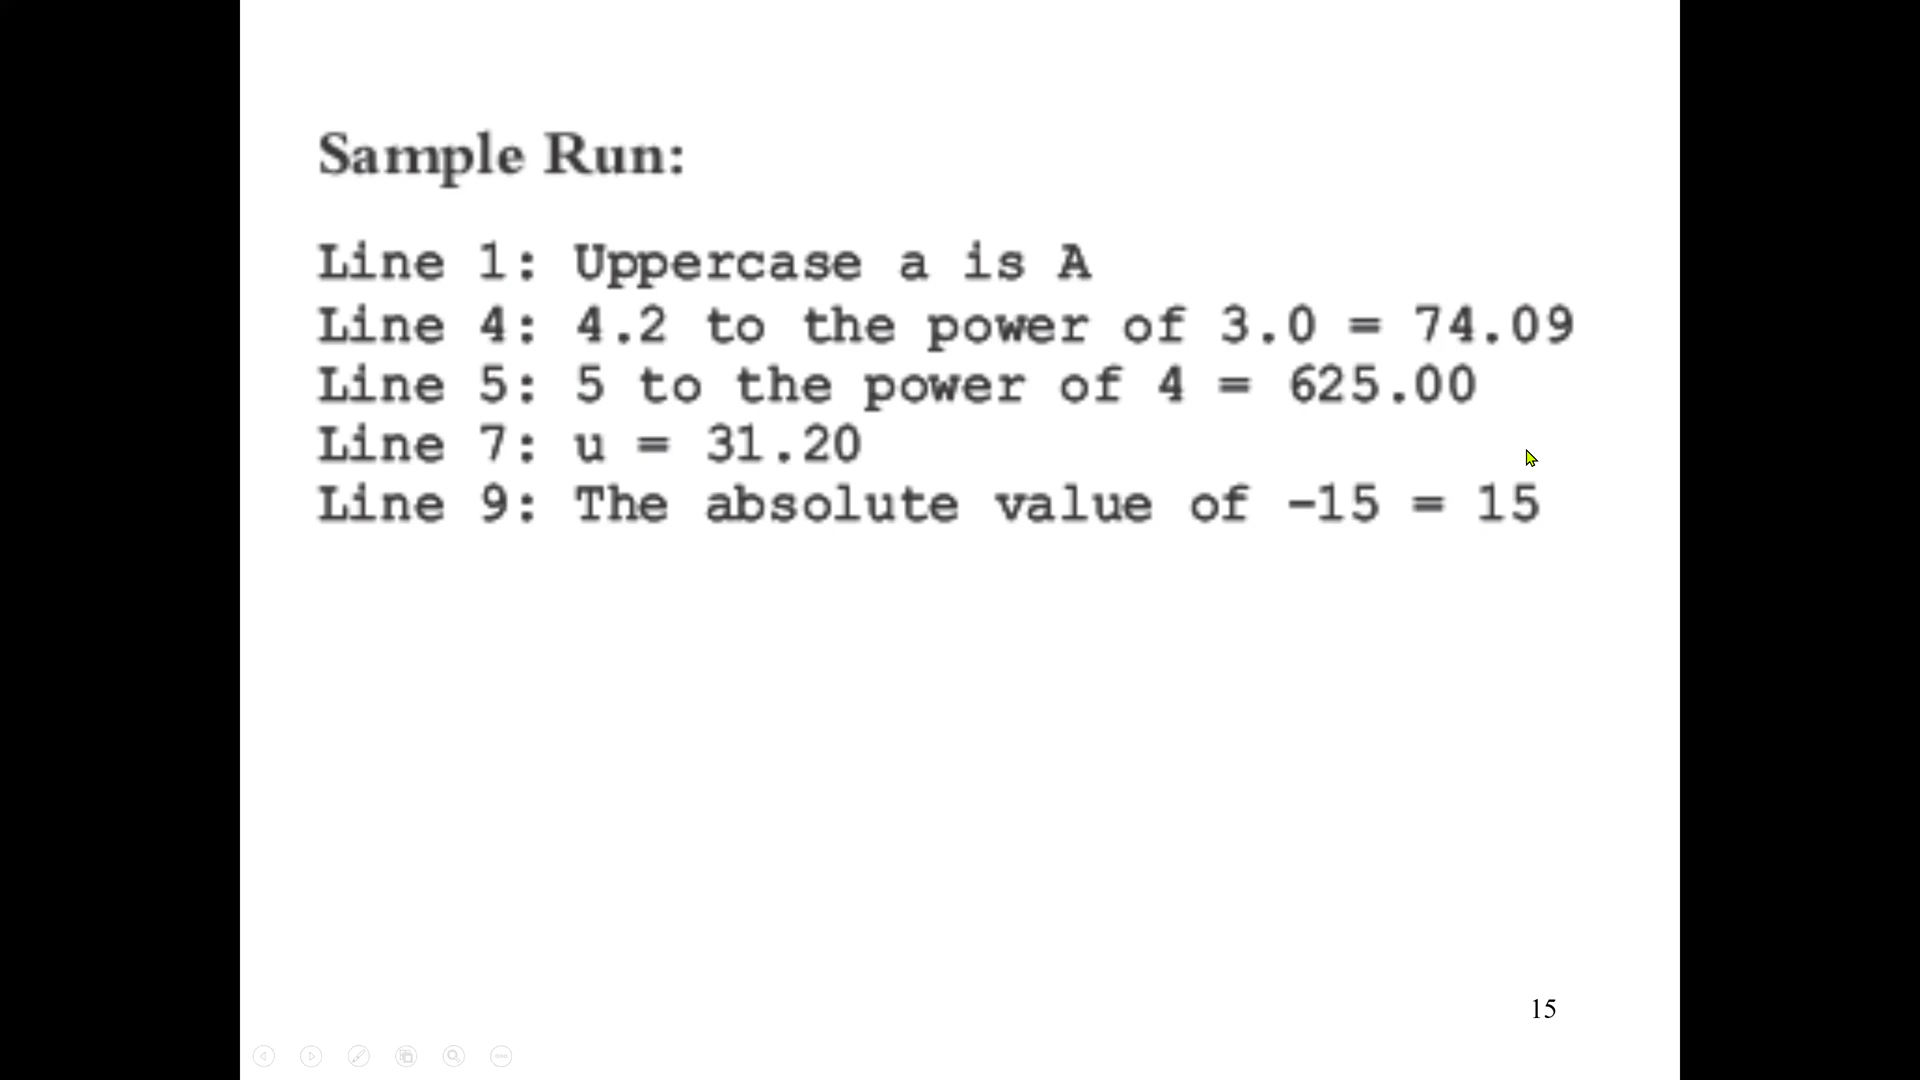 Sample Run:
Line 1: Uppercase a is A
Line 4: 4.2 to the power of 3.0 = 74.09
Line 5: 5 to the power of 4 = 625.00
Line 7: u = 31.20
Line 9: The absolute value of -15 = 15
15